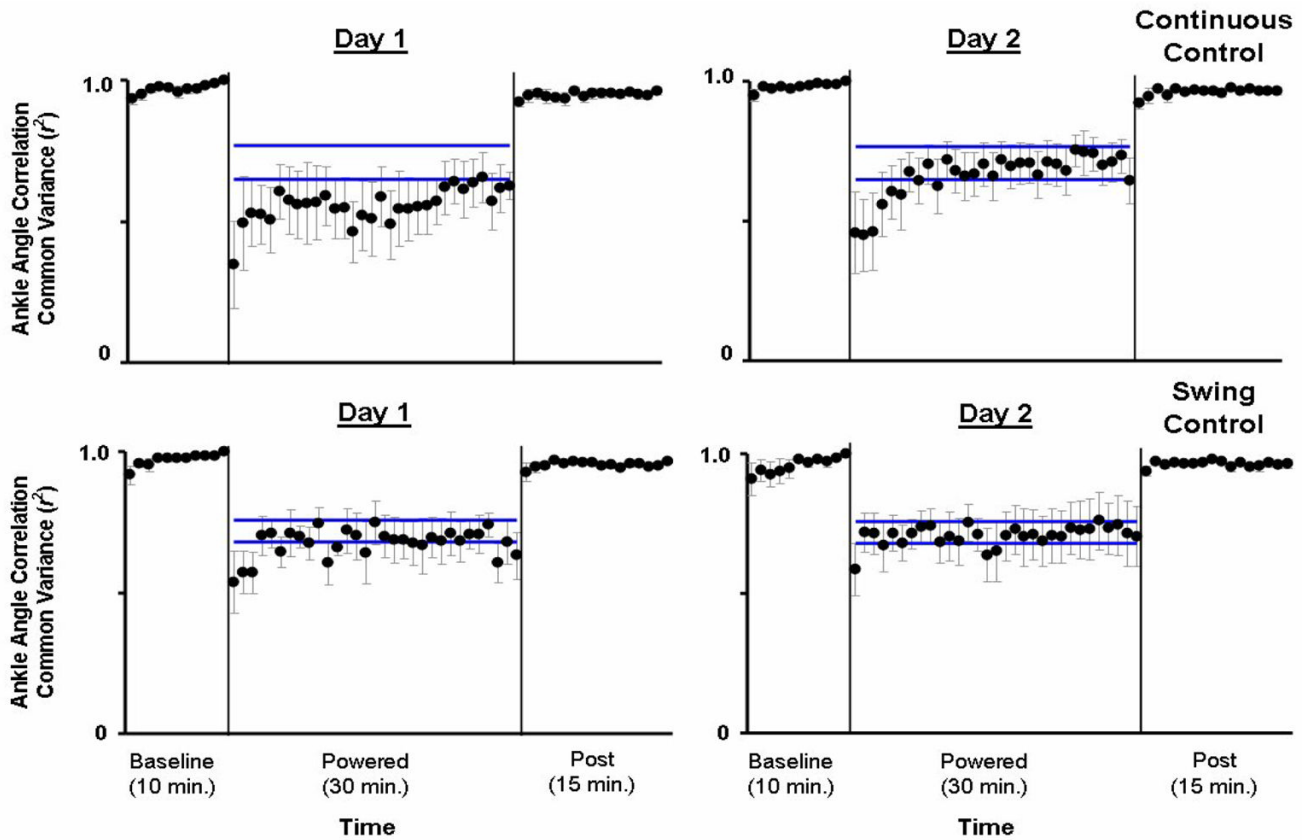 Day 1
Day 2
Continuous
Control
Ankle Angle Correlation
Common Variance (r²)
1.0
0
1.0
0
Day 1
Day 2
Swing
Control
Ankle Angle Correlation
Common Variance (r²)
1.0
0
1.0
0
Baseline
(10 min.)
Powered
(30 min.)
Post
(15 min.)
Time
Baseline
(10 min.)
Powered
(30 min.)
Post
(15 min.)
Time